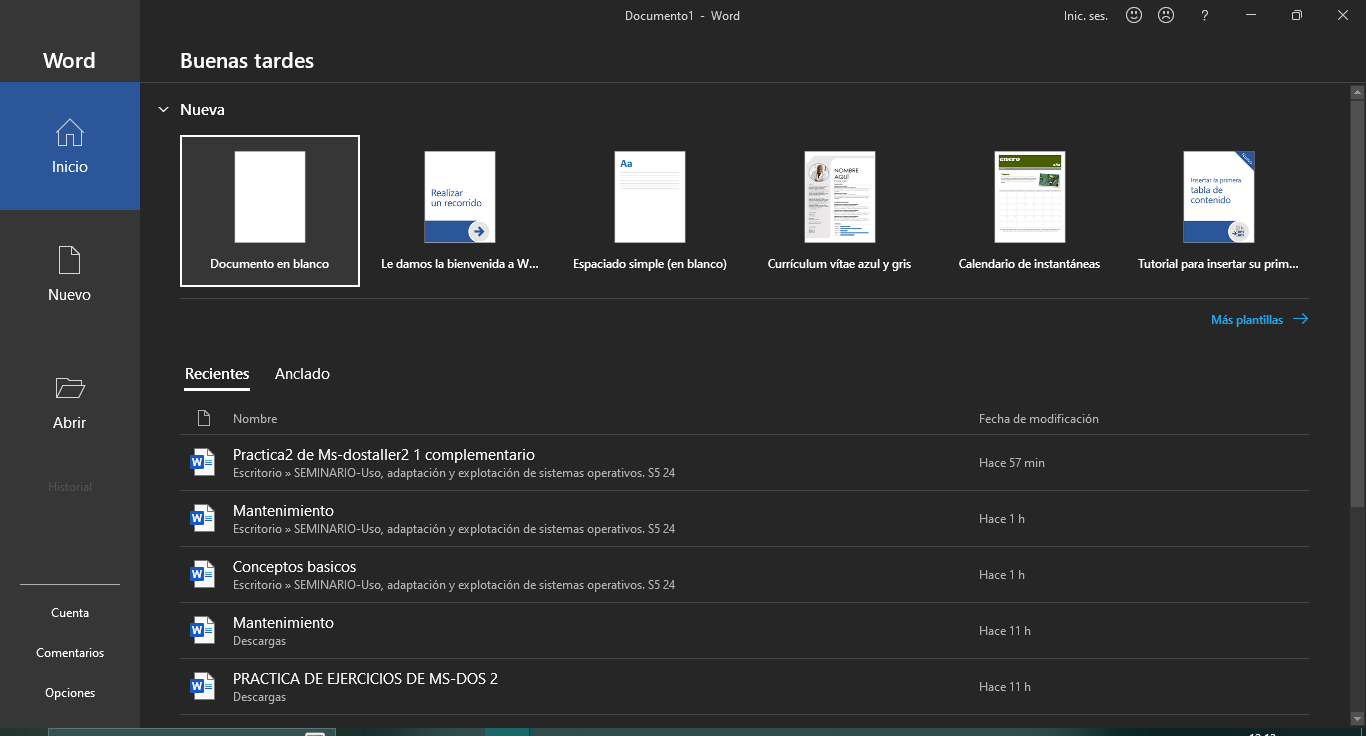 Documento1 - Word
Inic. ses.
?
Word
Buenas tardes
Nueva
Inicio
Nuevo
Abrir
Historial
Cuenta
Comentarios
Opciones
Realizar
un recorrido
Aa
NOMBRE
AQUÍ
enero
Insertar la primera
tabla de
contenido
Documento en blanco
Le damos la bienvenida a W...
Espaciado simple (en blanco)
Currículum vítae azul y gris
Calendario de instantáneas
Tutorial para insertar su prim...
Más plantillas
Recientes
Anclado
Nombre
Fecha de modificación
Practica2 de Ms-dostaller2 1 complementario
Escritorio » SEMINARIO-Uso, adaptación y explotación de sistemas operativos. S5 24
Hace 57 min
Mantenimiento
Escritorio » SEMINARIO-Uso, adaptación y explotación de sistemas operativos. S5 24
Hace 1 h
Conceptos basicos
Escritorio » SEMINARIO-Uso, adaptación y explotación de sistemas operativos. S5 24
Hace 1 h
Mantenimiento
Descargas
Hace 11 h
PRACTICA DE EJERCICIOS DE MS-DOS 2
Descargas
Hace 11 h